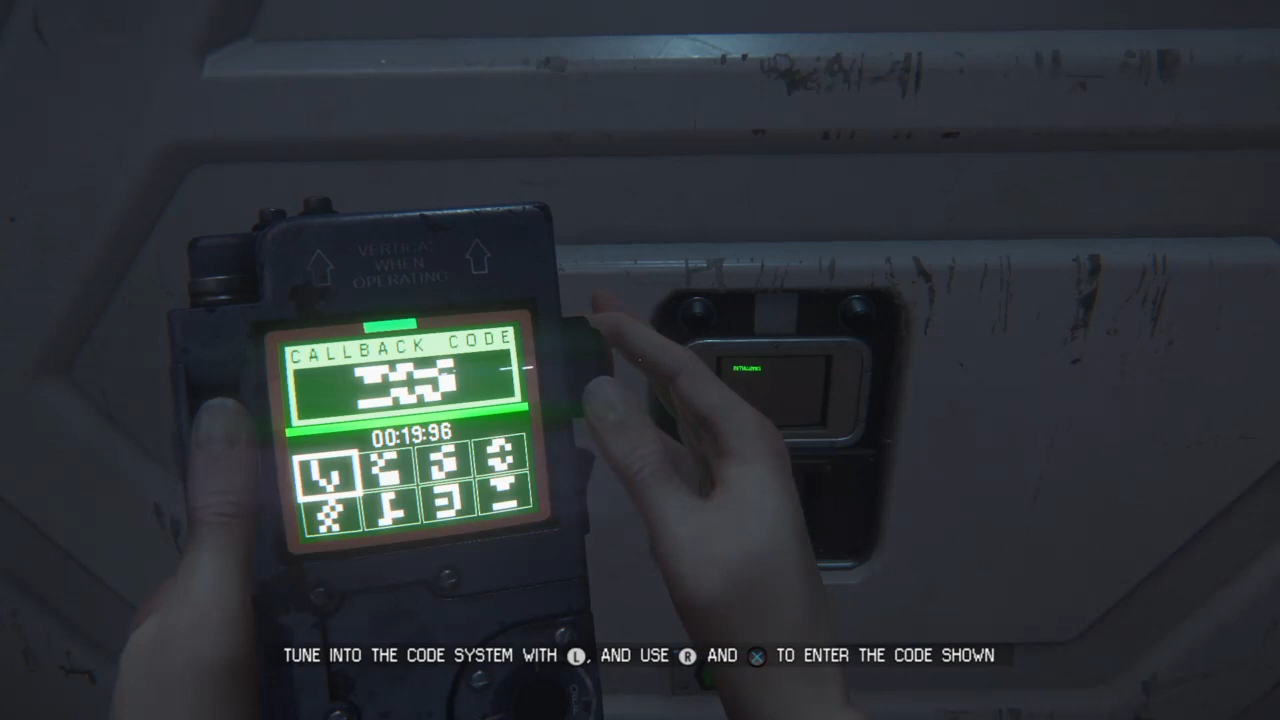 VERTICAL
WHEN
OPERATING
CALLBACK CODE
00:19:96
TUNE INTO THE CODE SYSTEM WITH L, AND USE R AND X TO ENTER THE CODE SHOWN